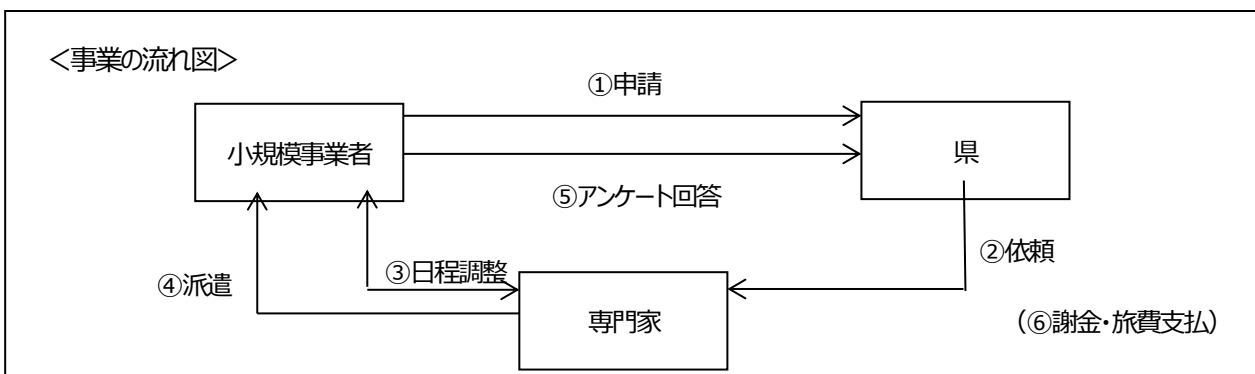 ＜事業の流れ図＞
①申請
小規模事業者
県
⑤アンケート回答
②依頼
③日程調整
④派遣
専門家
（⑥謝金・旅費支払）